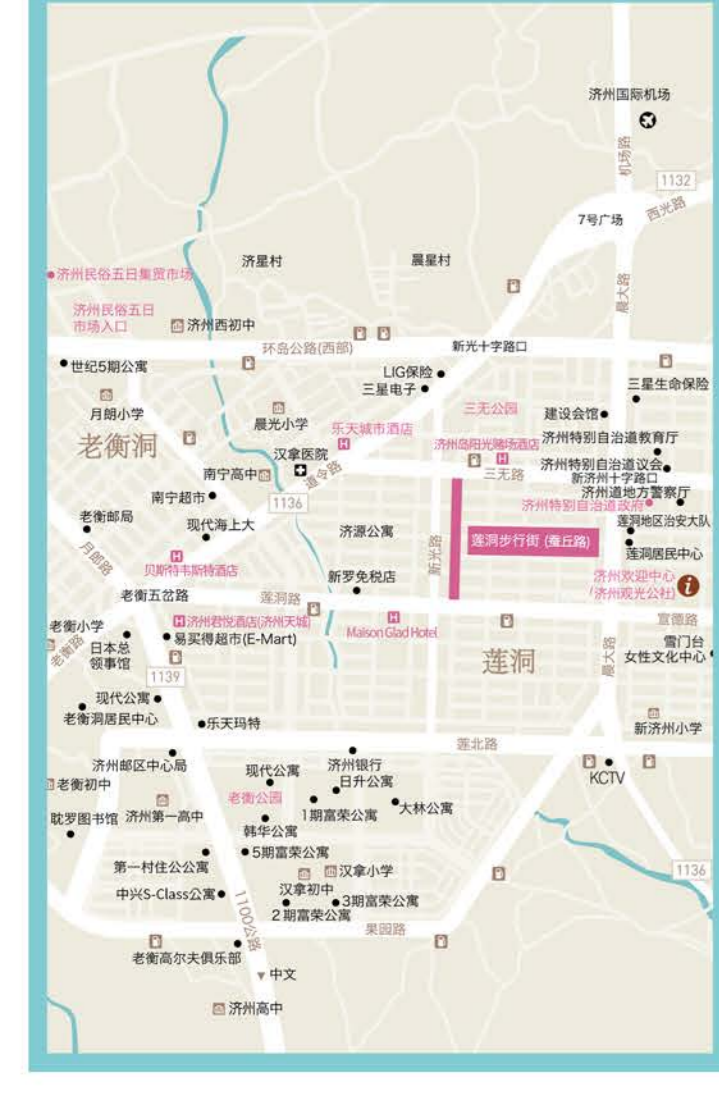 济州国际机场
机场路
1132
西光路
7号广场
济星村
晨星村
济州民俗五日集贸市场
晨大路
济州民俗五日
市场入口
济州西初中
环岛公路(西部)
新光十字路口
世纪5期公寓
LIG保险
三星电子
三星生命保险
月朗小学
晨光小学
三无公园
建设会馆
乐天城市酒店
老衡洞
济州岛阳光赌场酒店
济州特别自治道教育厅
汉拿医院
南宁高中
道令路
三无路
济州特别自治道议会
新济州十字路口
南宁超市
1136
济州道地方警察厅
济州特别自治道政府
老衡邮局
现代海上大
济源公寓
莲洞地区治安大队
新光路
莲洞步行街 (蚕丘路)
莲洞居民中心
月郎路
贝斯特韦斯特酒店
新罗免税店
济州欢迎中心
(济州观光公社)
老衡五岔路
莲洞路
济州君悦酒店(济州天城)
宣德路
老衡小学
易买得超市(E-Mart)
Maison Glad Hotel
老衡路
日本总
领事馆
莲洞
晨大路
雪门台
女性文化中心
1139
现代公寓
老衡洞居民中心
乐天玛特
新济州小学
莲北路
济州邮区中心局
现代公寓
济州银行
KCTV
老衡初中
日升公寓
老衡公园
耽罗图书馆
济州第一高中
1期富荣公寓
大林公寓
韩华公寓
第一村住公公寓
5期富荣公寓
汉拿小学
1136
中兴S-Class公寓
汉拿初中
3期富荣公寓
2期富荣公寓
1100公路
果园路
老衡高尔夫俱乐部
中文
济州高中